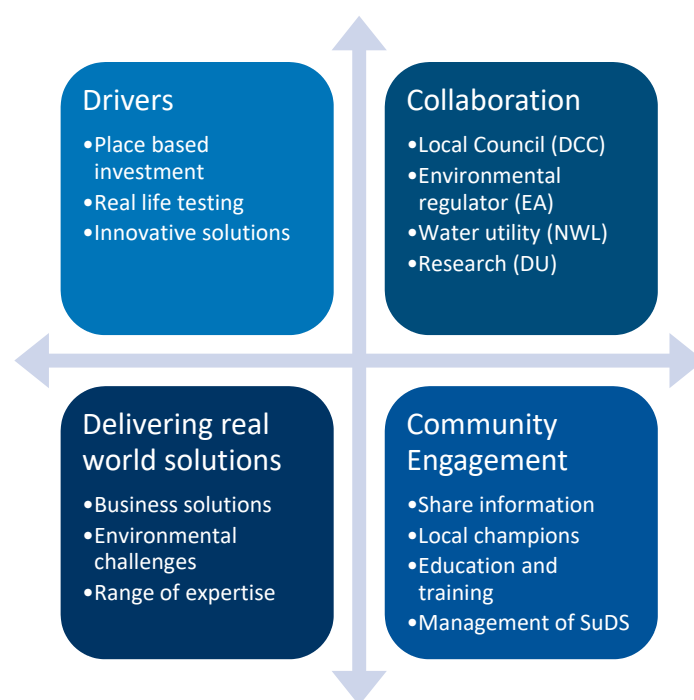 Drivers
•Place based
investment
•Real life testing
•Innovative solutions
Collaboration
•Local Council (DCC)
•Environmental
regulator (EA)
•Water utility (NWL)
•Research (DU)
Delivering real
world solutions
•Business solutions
•Environmental
challenges
•Range of expertise
Community
Engagement
•Share information
•Local champions
•Education and
training
•Management of SuDS